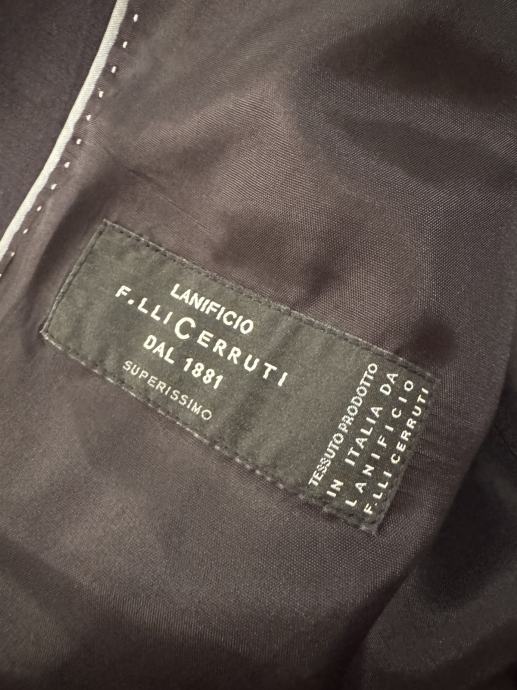 LANIFICIO
F.LLI CERRUTI
DAL 1881
SUPERISSIMO
TESSUTO PRODOTTO
IN ITALIA DA
LANIFICIO
F.LLI CERRUTI